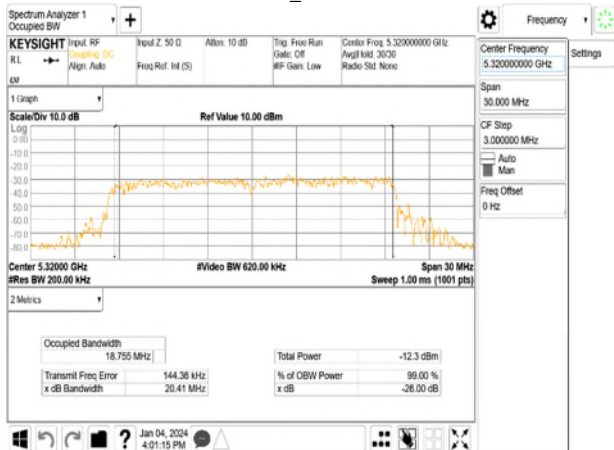 Spectrum Analyzer 1
Occupied BW
Frequency
KEYSIGHT
RL
Input: RF
Coupling: DC
Align: Auto
Input Z: 50 Ω
Freq Ref: Int (S)
Atten: 10 dB
Trig: Free Run
Gate: Off
#IF Gain: Low
Center Freq: 5.320000000 GHz
Avg|Hold: 30/30
Radio Std: None
Center Frequency
5.320000000 GHz
Settings
Span
30.000 MHz
CF Step
3.000000 MHz
Auto
Man
Freq Offset
0 Hz
1 Graph
Scale/Div 10.0 dB
Ref Value 10.00 dBm
Log
0.00
-10.0
-20.0
-30.0
-40.0
-50.0
-60.0
-70.0
-80.0
Center 5.32000 GHz
#Video BW 620.00 kHz
Span 30 MHz
#Res BW 200.00 kHz
Sweep 1.00 ms (1001 pts)
2 Metrics
Occupied Bandwidth
18.755 MHz
Total Power
-12.3 dBm
Transmit Freq Error
144.36 kHz
% of OBW Power
99.00 %
x dB Bandwidth
20.41 MHz
x dB
-26.00 dB
?
Jan 04, 2024
4:01:15 PM